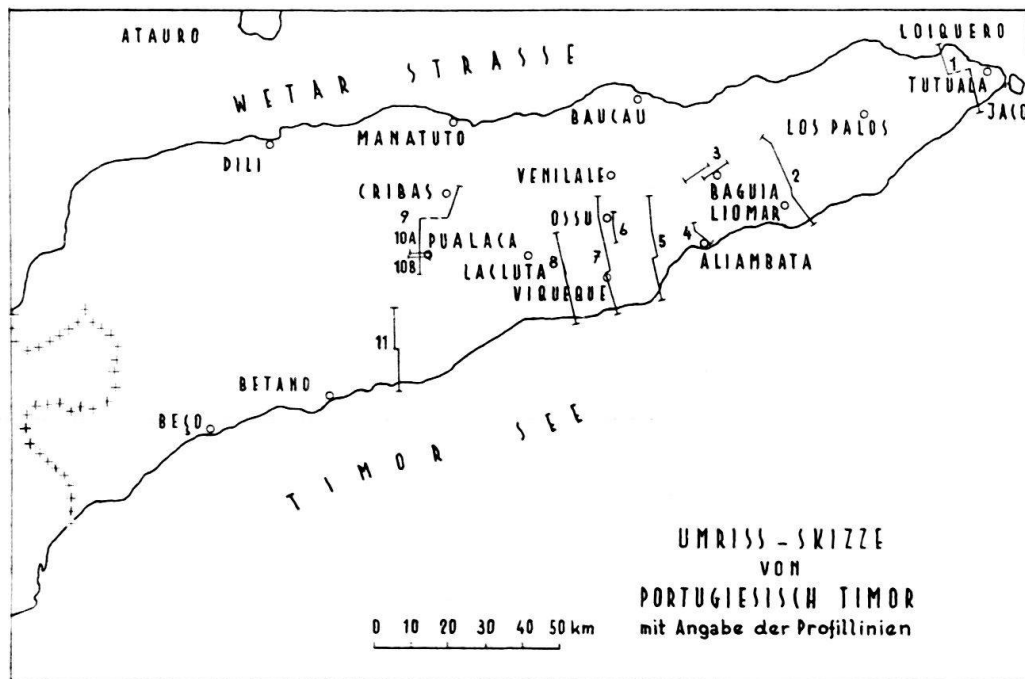 ATAURO
LOIQUERO
WETAR STRASSE
1
TUTUALA
JACO
BAUCAU
LOS PALOS
MANATUTO
DILI
3
2
VENILALE
BAGUIA
CRIBAS
LIOMAR
9
OSSU
6
5
4
10A
PUALACA
8
7
ALIAMBATA
10B
LACLUTA
VIQUEQUE
11
BETANO
BEÇO
TIMOR SEE
UMRISS - SKIZZE
VON
PORTUGIESISCH TIMOR
mit Angabe der Profillinien
0 10 20 30 40 50 km